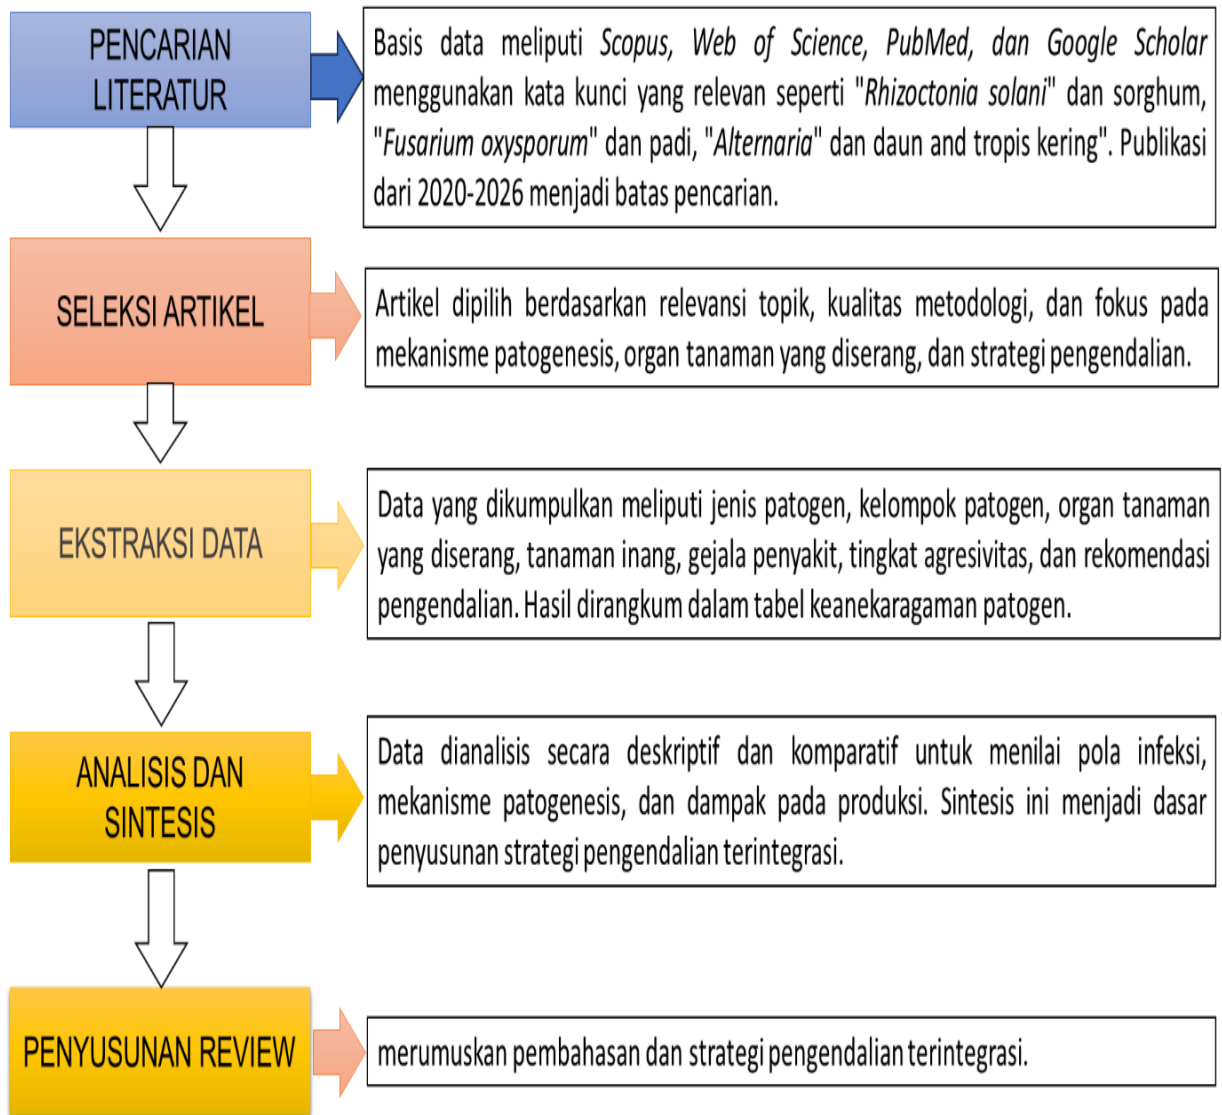 PENCARIAN
LITERATUR
Basis data meliputi Scopus, Web of Science, PubMed, dan Google Scholar
menggunakan kata kunci yang relevan seperti "Rhizoctonia solani" dan sorghum,
"Fusarium oxysporum" dan padi, "Alternaria" dan daun and tropis kering". Publikasi
dari 2020-2026 menjadi batas pencarian.
SELEKSI ARTIKEL
Artikel dipilih berdasarkan relevansi topik, kualitas metodologi, dan fokus pada
mekanisme patogenesis, organ tanaman yang diserang, dan strategi pengendalian.
EKSTRAKSI DATA
Data yang dikumpulkan meliputi jenis patogen, kelompok patogen, organ tanaman
yang diserang, tanaman inang, gejala penyakit, tingkat agresivitas, dan rekomendasi
pengendalian. Hasil dirangkum dalam tabel keanekaragaman patogen.
ANALISIS DAN
SINTESIS
Data dianalisis secara deskriptif dan komparatif untuk menilai pola infeksi,
mekanisme patogenesis, dan dampak pada produksi. Sintesis ini menjadi dasar
penyusunan strategi pengendalian terintegrasi.
PENYUSUNAN REVIEW
merumuskan pembahasan dan strategi pengendalian terintegrasi.